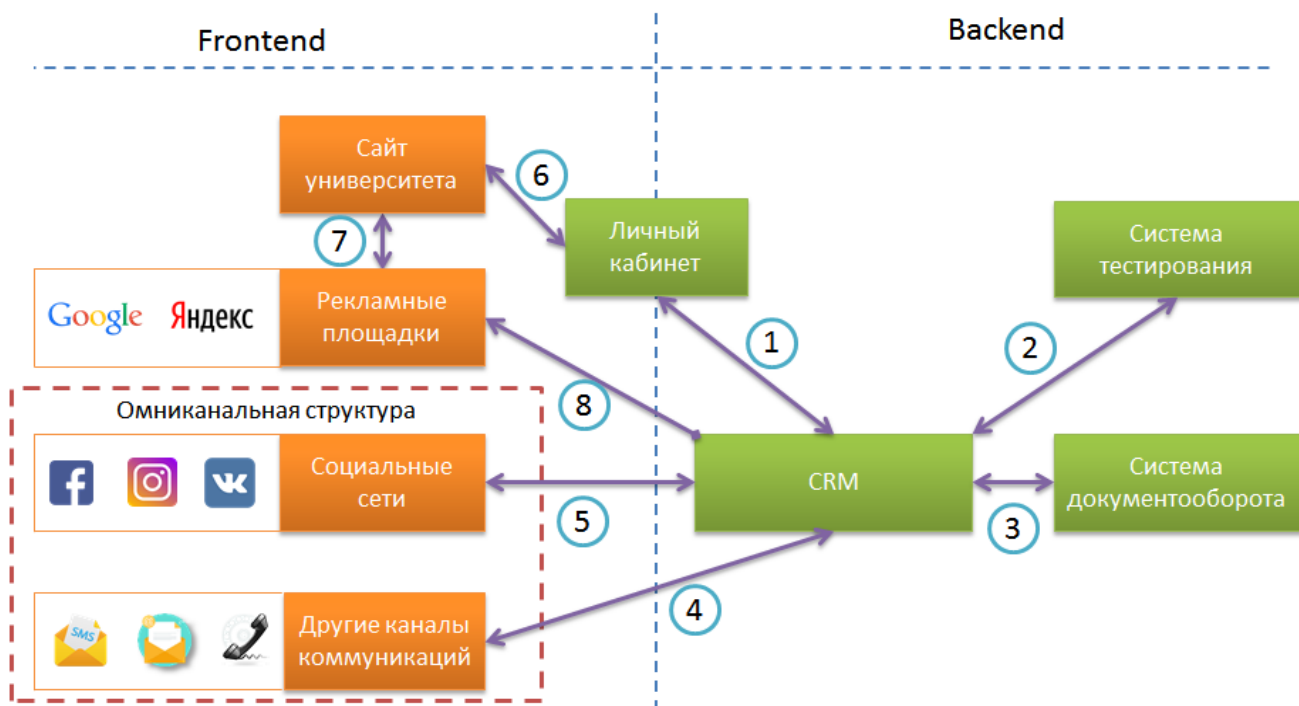 Frontend
Backend
Сайт
университета
6
7
Личный
кабинет
Система
тестирования
Google
Яндекс
Рекламные
площадки
1
2
8
Омниканальная структура
f
VK
Социальные
сети
5
CRM
3
Система
документооборота
SMS
Другие каналы
коммуникаций
4